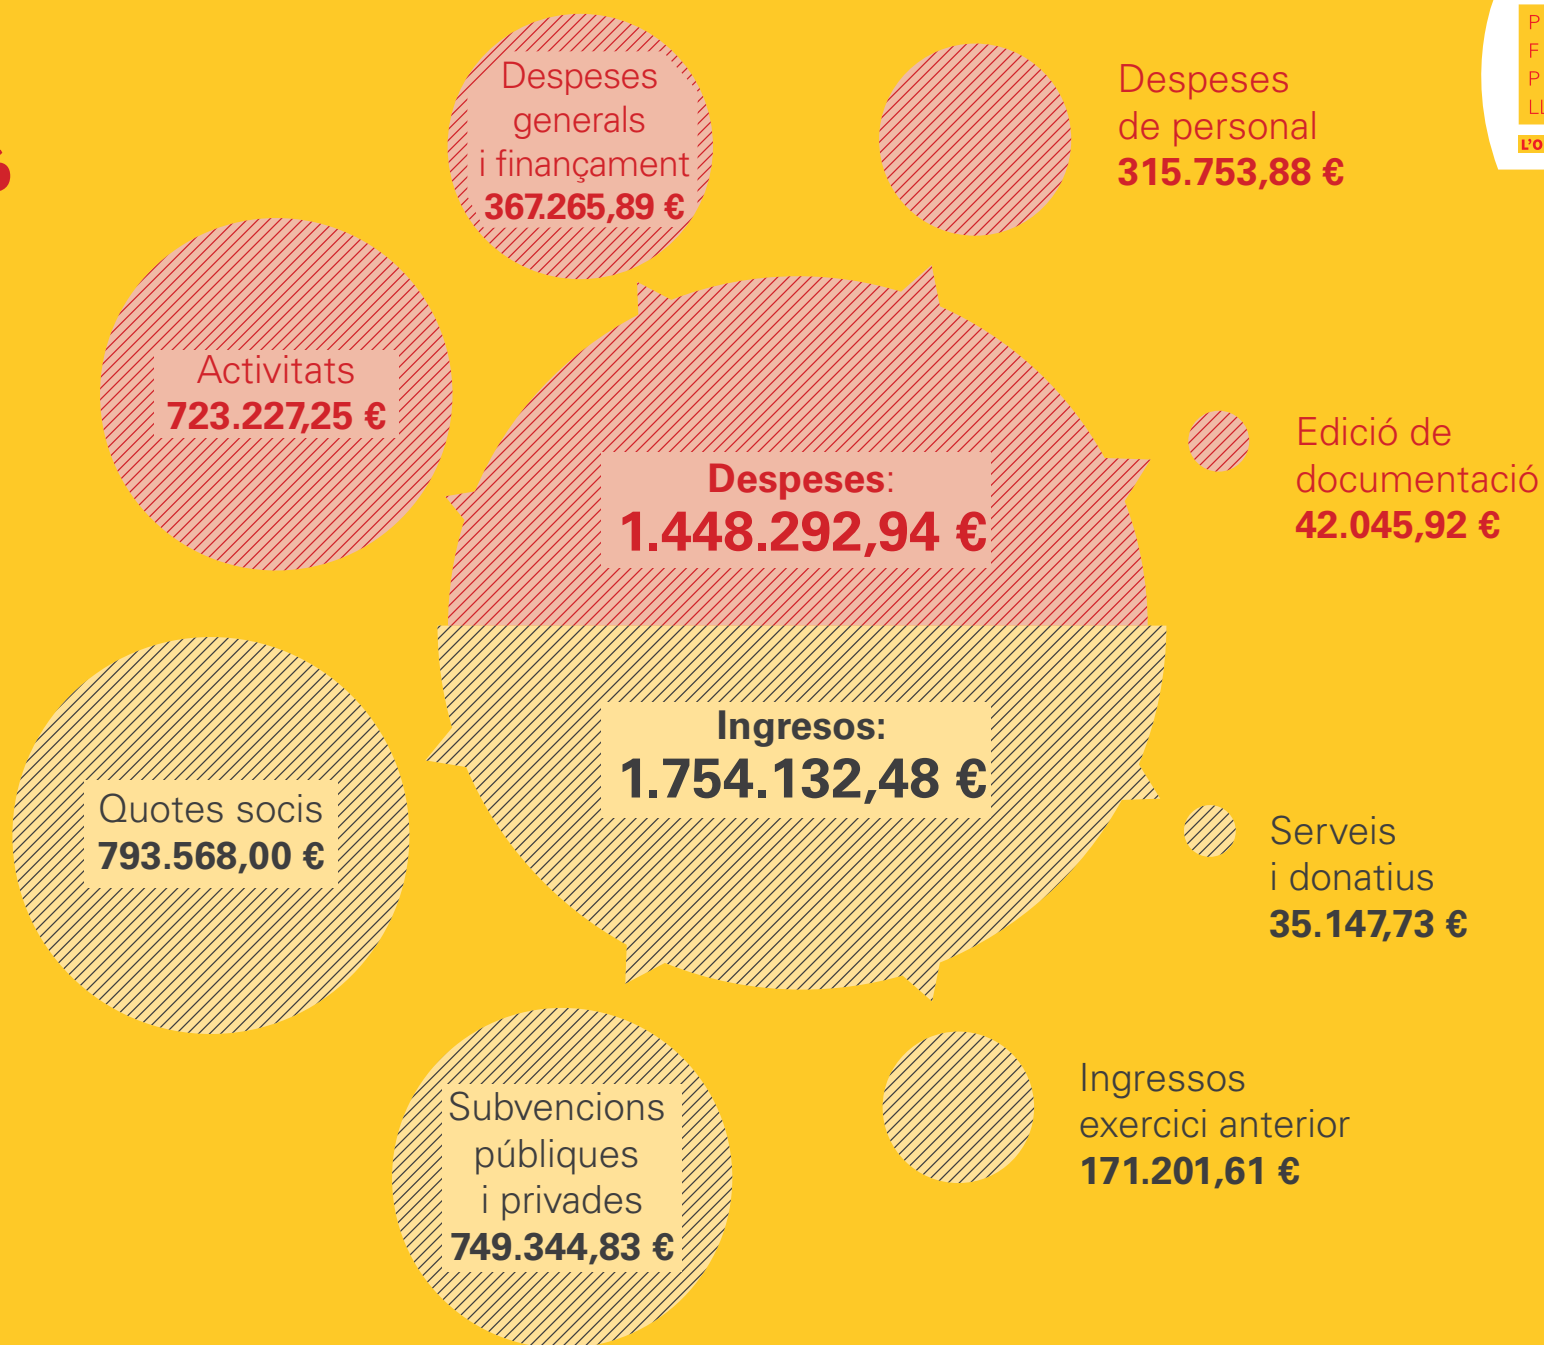 Despeses
generals
i finançament
367.265,89 €
Despeses
de personal
315.753,88 €
P
F
P
LL
L'O
Activitats
723.227,25 €
Despeses:
1.448.292,94 €
Edició de
documentació
42.045,92 €
Ingresos:
1.754.132,48 €
Quotes socis
793.568,00 €
Serveis
i donatius
35.147,73 €
Subvencions
públiques
i privades
749.344,83 €
Ingressos
exercici anterior
171.201,61 €